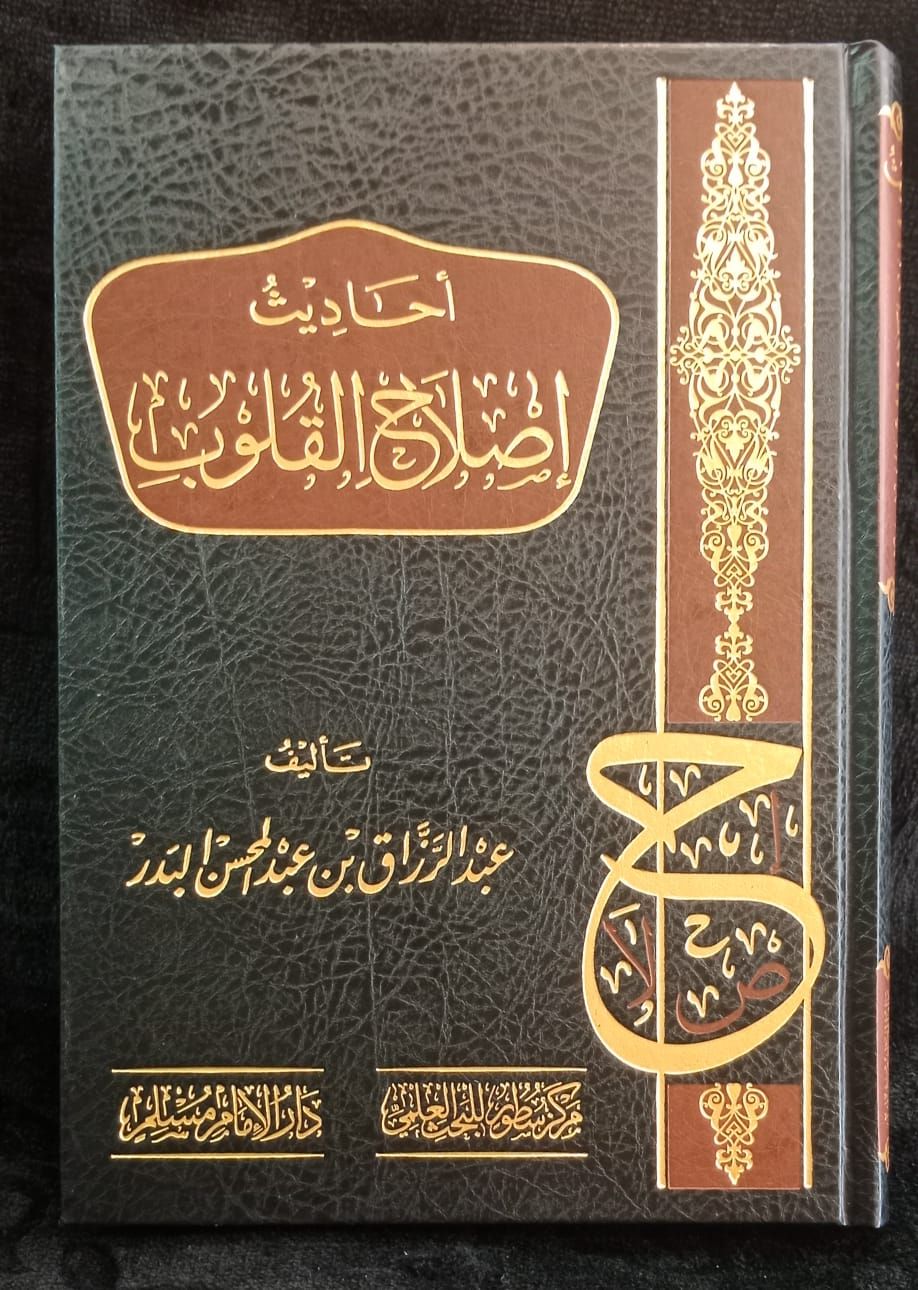 أحاديث
إصلاح القلوب
تأليف
عبد الرزاق بن عبد المحسن البدر
مركز سطور للبحث العلمي
دار الإمام مسلم